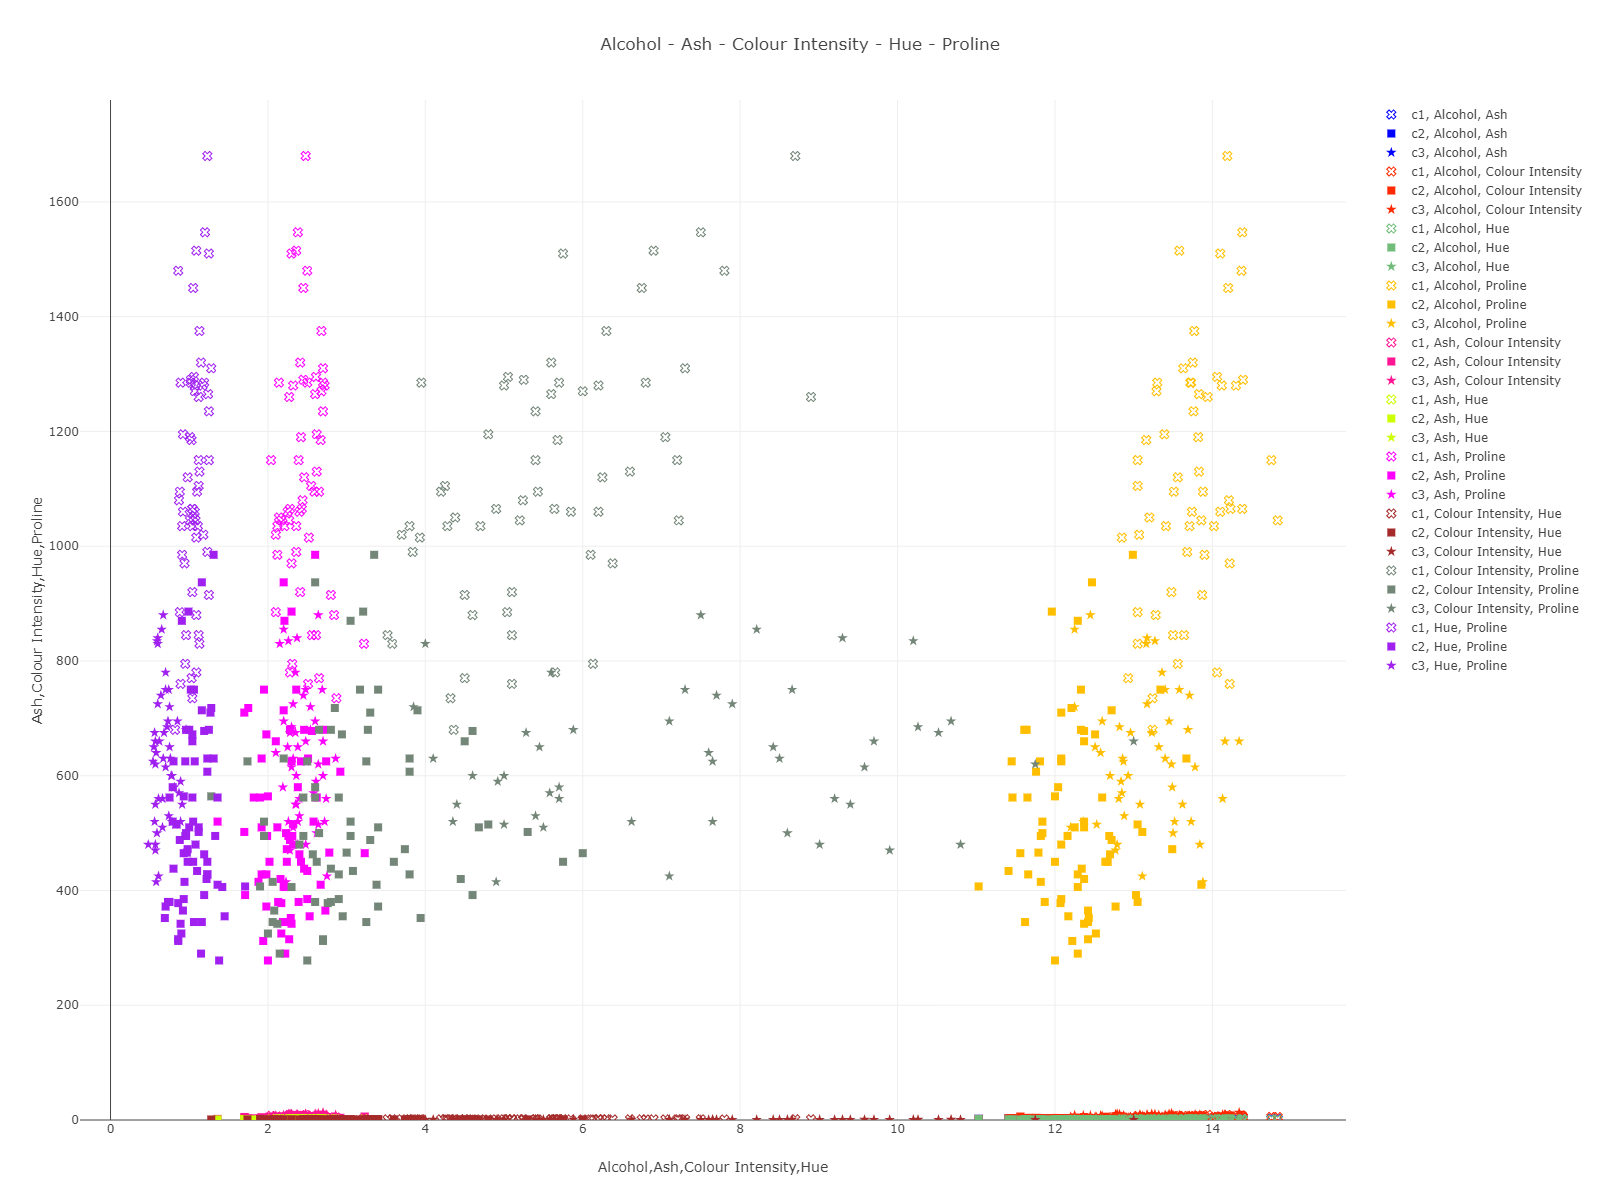 Alcohol - Ash - Colour Intensity - Hue - Proline
c1, Alcohol, Ash
c2, Alcohol, Ash
c3, Alcohol, Ash
c1, Alcohol, Colour Intensity
c2, Alcohol, Colour Intensity
c3, Alcohol, Colour Intensity
c1, Alcohol, Hue
c2, Alcohol, Hue
c3, Alcohol, Hue
c1, Alcohol, Proline
c2, Alcohol, Proline
c3, Alcohol, Proline
c1, Ash, Colour Intensity
c2, Ash, Colour Intensity
c3, Ash, Colour Intensity
c1, Ash, Hue
c2, Ash, Hue
c3, Ash, Hue
c1, Ash, Proline
c2, Ash, Proline
c3, Ash, Proline
c1, Colour Intensity, Hue
c2, Colour Intensity, Hue
c3, Colour Intensity, Hue
c1, Colour Intensity, Proline
c2, Colour Intensity, Proline
c3, Colour Intensity, Proline
c1, Hue, Proline
c2, Hue, Proline
c3, Hue, Proline
1600
1400
1200
1000
800
600
400
200
0
Ash,Colour Intensity,Hue,Proline
0 2 4 6 8 10 12 14
Alcohol,Ash,Colour Intensity,Hue